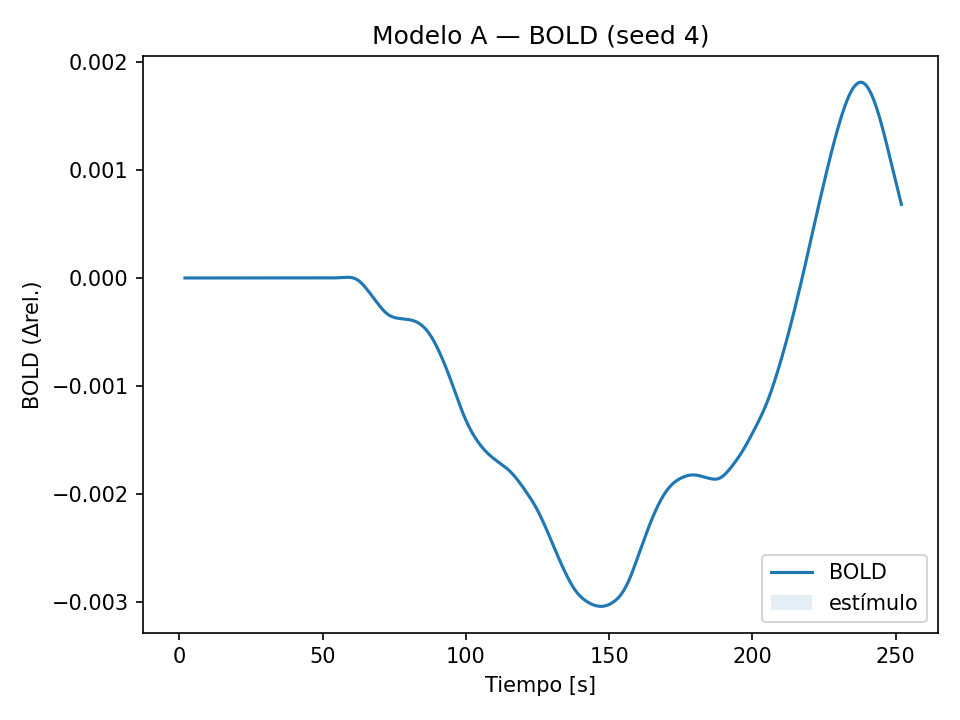 Modelo A — BOLD (seed 4)
BOLD (Δrel.)
0.002
0.001
0.000
−0.001
−0.002
−0.003
0 50 100 150 200 250
Tiempo [s]
BOLD
estímulo